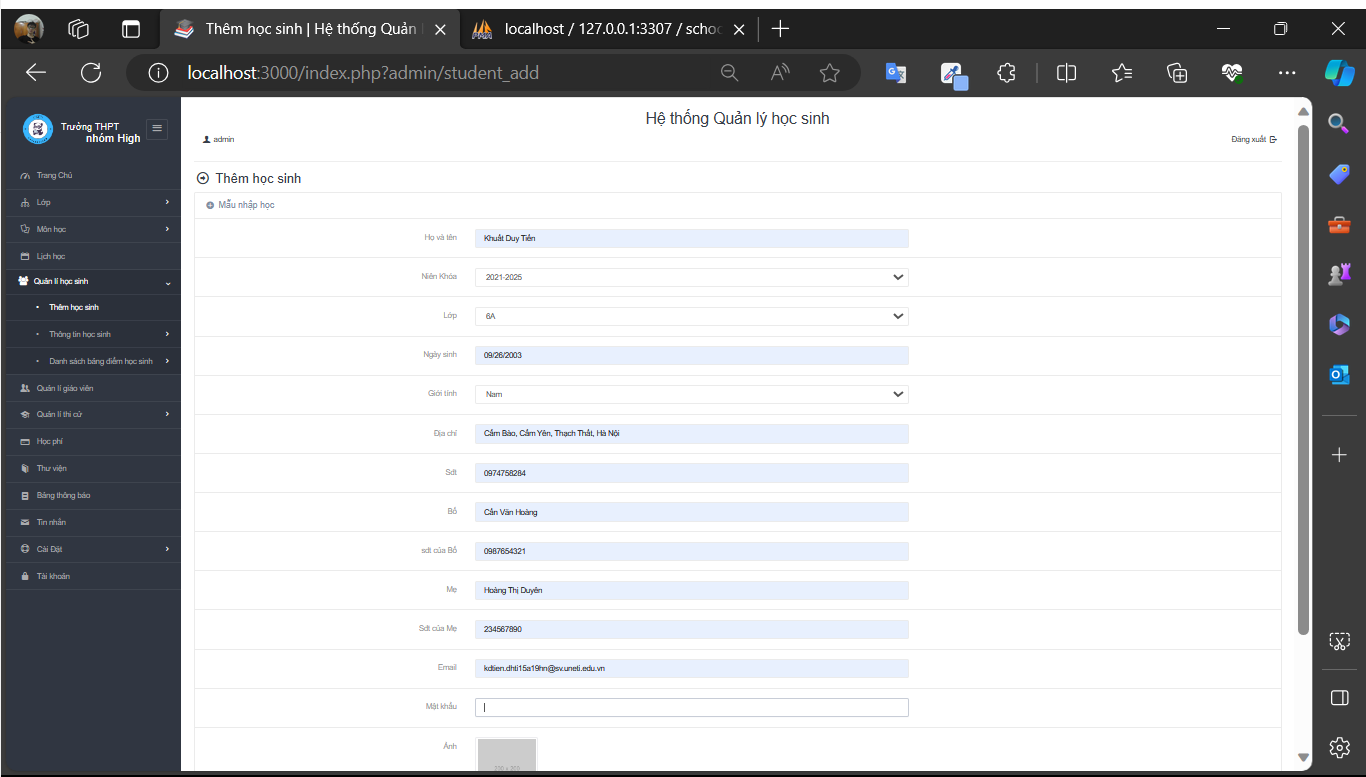 Thêm học sinh | Hệ thống Quản
localhost / 127.0.0.1:3307 / schoo
localhost:3000/index.php?admin/student_add
Trường THPT
nhóm High
Hệ thống Quản lý học sinh
admin
Đăng xuất
Trang Chủ
Lớp
Môn học
Lịch học
Quản lí học sinh
Thêm học sinh
Thông tin học sinh
Danh sách bảng điểm học sinh
Quản lí giáo viên
Quản lí thi cử
Học phí
Thư viện
Bảng thông báo
Tin nhắn
Cài Đặt
Tài khoản
Thêm học sinh
Mẫu nhập học
Họ và tên Khuất Duy Tiến
Niên Khóa 2021-2025
Lớp 6A
Ngày sinh 09/26/2003
Giới tính Nam
Địa chỉ Cẩm Bào, Cẩm Yên, Thạch Thất, Hà Nội
Sdt 0974758284
Bố Cấn Văn Hoàng
sdt của Bố 0987654321
Mẹ Hoàng Thị Duyên
Sdt của Mẹ 234567890
Email kdtien.dhti15a19hn@sv.uneti.edu.vn
Mật khẩu
Ảnh